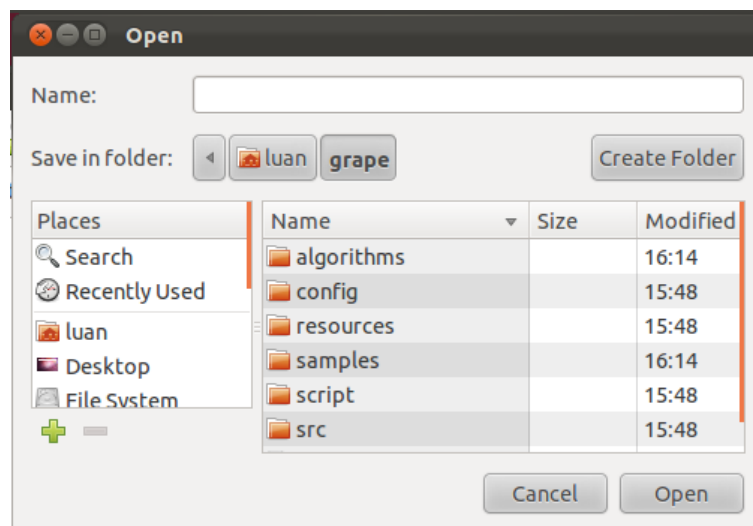 Open
Name:
Save in folder: luan grape Create Folder
Places
Search
Recently Used
luan
Desktop
File System
Name Size Modified
algorithms 16:14
config 15:48
resources 15:48
samples 16:14
script 15:48
src 15:48
Cancel Open